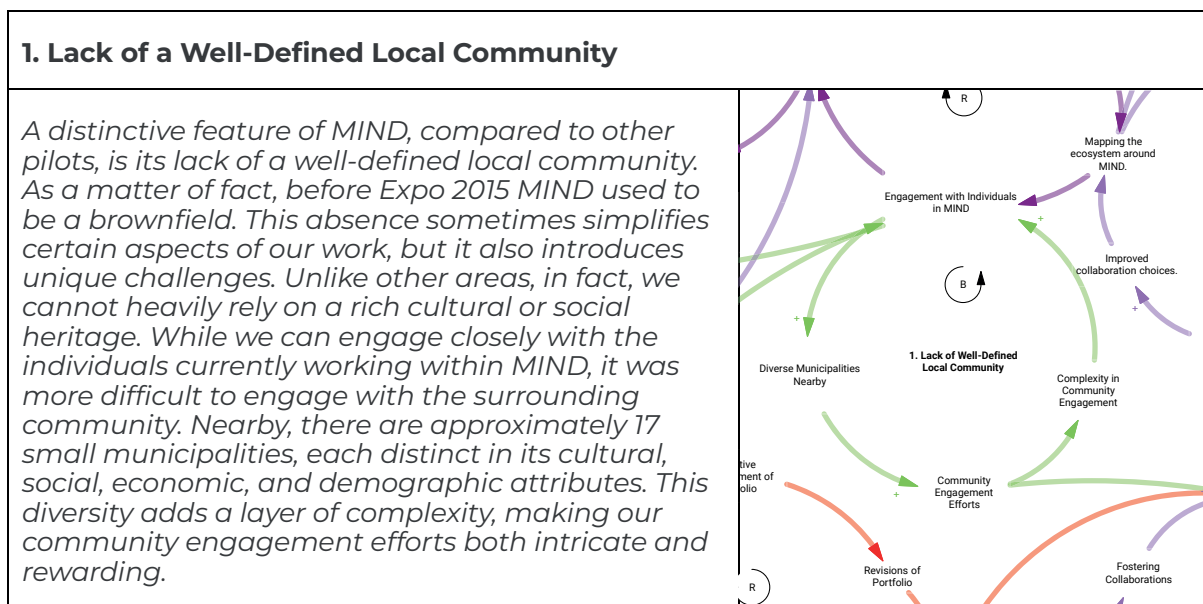 1. Lack of a Well-Defined Local Community
A distinctive feature of MIND, compared to other
pilots, is its lack of a well-defined local community.
As a matter of fact, before Expo 2015 MIND used to
be a brownfield. This absence sometimes simplifies
certain aspects of our work, but it also introduces
unique challenges. Unlike other areas, in fact, we
cannot heavily rely on a rich cultural or social
heritage. While we can engage closely with the
individuals currently working within MIND, it was
more difficult to engage with the surrounding
community. Nearby, there are approximately 17
small municipalities, each distinct in its cultural,
social, economic, and demographic attributes. This
diversity adds a layer of complexity, making our
community engagement efforts both intricate and
rewarding.
R
Mapping the
ecosystem around
MIND.
Engagement with Individuals
in MIND
+
Improved
collaboration choices.
B
+
+
1. Lack of Well-Defined
Local Community
Diverse Municipalities
Nearby
Complexity in
Community
Engagement
tive
ment of
olio
Community
Engagement
Efforts
+
Revisions of
Portfolio
Fostering
Collaborations
R